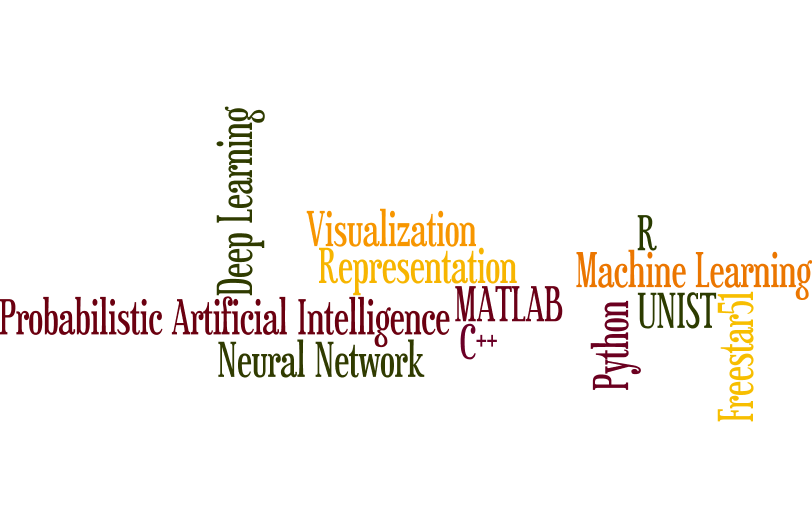 Deep Learning
Visualization
Representation
R
Machine Learning
Probabilistic Artificial Intelligence
MATLAB
UNIST
Neural Network
C++
Python
Freestar51